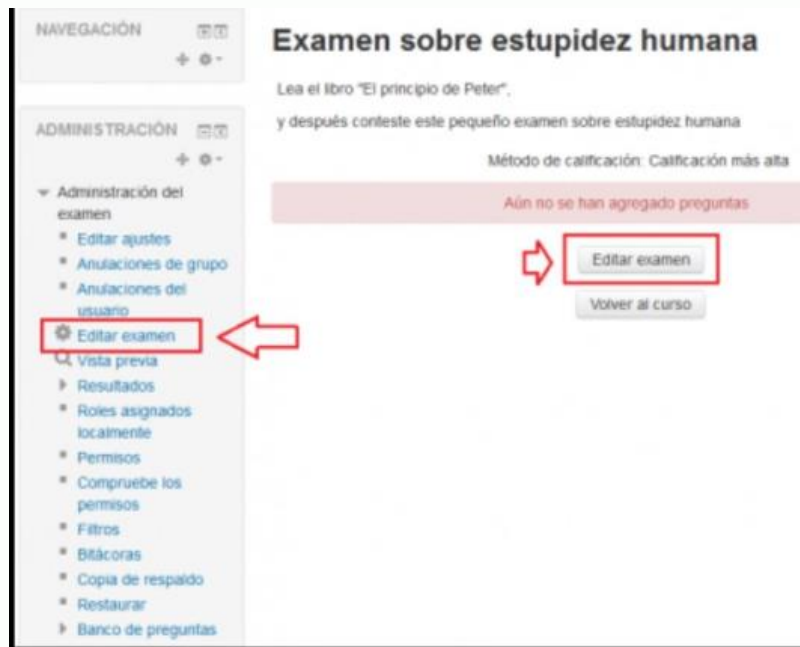 NAVEGACIÓN
ADMINISTRACIÓN
Administración del
examen
Editar ajustes
Anulaciones de grupo
Anulaciones del
usuario
Editar examen
Vista previa
Resultados
Roles asignados
localmente
Permisos
Compruebe los
permisos
Filtros
Bitácoras
Copia de respaldo
Restaurar
Banco de preguntas
Examen sobre estupidez humana
Lea el libro "El principio de Peter",
y después conteste este pequeño examen sobre estupidez humana
Método de calificación: Calificación más alta
Aún no se han agregado preguntas
Editar examen
Volver al curso